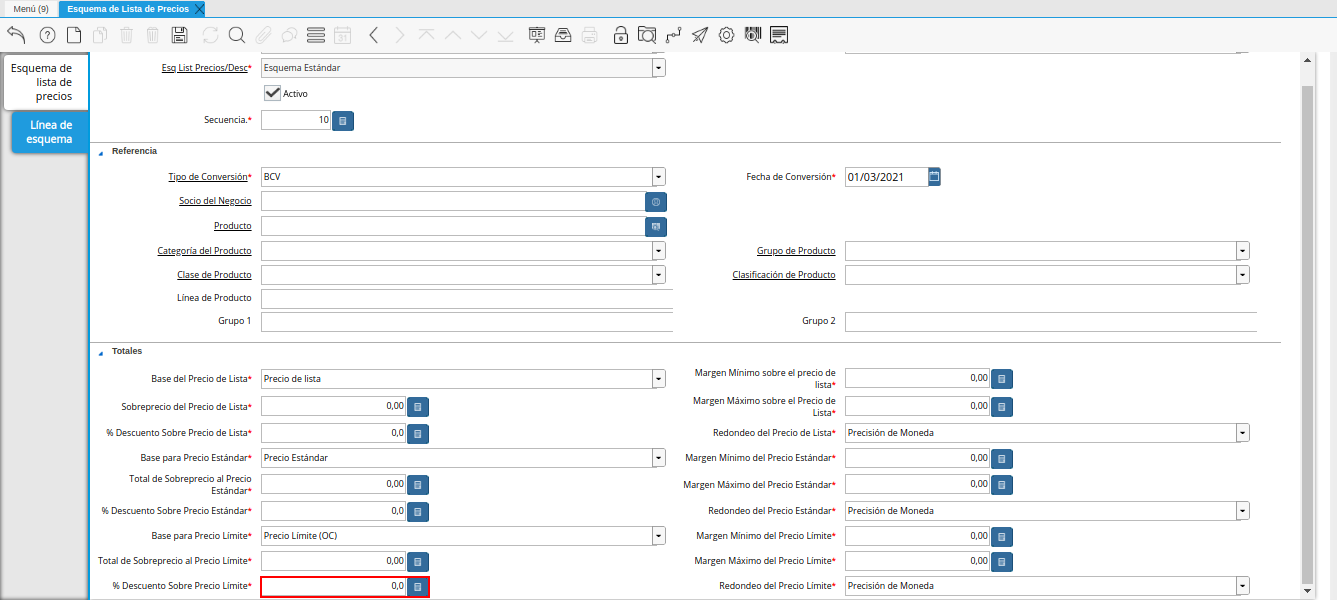 Menú (9)
Esquema de Lista de Precios
31
Esquema de
lista de
precios
Línea de
esquema
Esq List Precios/Desc* Esquema Estándar
Activo
Secuencia.* 10
Referencia
Tipo de Conversión* BCV Fecha de Conversión* 01/03/2021
Socio del Negocio
Producto
Categoría del Producto Grupo de Producto
Clase de Producto Clasificación de Producto
Línea de Producto
Grupo 1 Grupo 2
Totales
Base del Precio de Lista* Precio de lista Margen Mínimo sobre el precio de
lista* 0,00
Sobreprecio del Precio de Lista* 0,00 Margen Máximo sobre el Precio de
Lista* 0,00
% Descuento Sobre Precio de Lista* 0,0 Redondeo del Precio de Lista* Precisión de Moneda
Base para Precio Estándar* Precio Estándar Margen Mínimo del Precio Estándar* 0,00
Total de Sobreprecio al Precio
Estándar* 0,00 Margen Máximo del Precio Estándar* 0,00
% Descuento Sobre Precio Estándar* 0,0 Redondeo del Precio Estándar* Precisión de Moneda
Base para Precio Límite* Precio Límite (OC) Margen Mínimo del Precio Límite* 0,00
Total de Sobreprecio al Precio Límite* 0,00 Margen Máximo del Precio Límite* 0,00
% Descuento Sobre Precio Límite* 0,0 Redondeo del Precio Límite* Precisión de Moneda